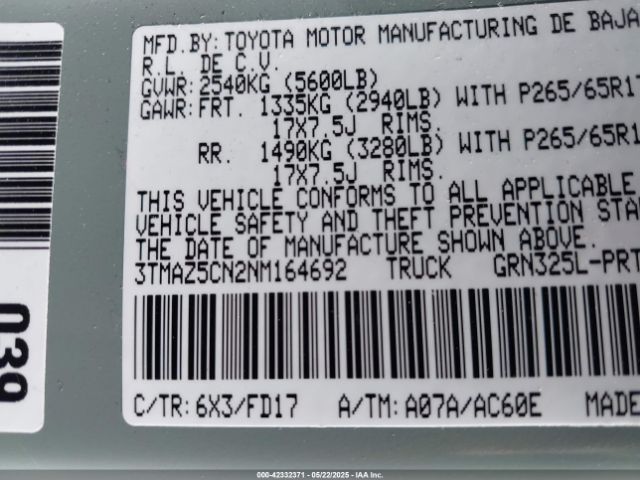 MFD.BY: TOYOTA MOTOR MANUFACTURING DE BAJA
R.L. DE C.V.
GVWR: 2540KG (5600LB)
GAWR: FRT. 1335KG (2940LB) WITH P265/65R17
17X7.5J RIMS.
RR. 1490KG (3280LB) WITH P265/65R1
17X7.5J RIMS.
THIS VEHICLE CONFORMS TO ALL APPLICABLE
VEHICLE SAFETY AND THEFT PREVENTION STAN
THE DATE OF MANUFACTURE SHOWN ABOVE.
3TMAZ5CN2NM164692 TRUCK GRN325L-PRT
C/TR: 6X3/FD17 A/TM: A07A/AC60E MADE
039
000-42332371 - 05/22/2025 - IAA, Inc.